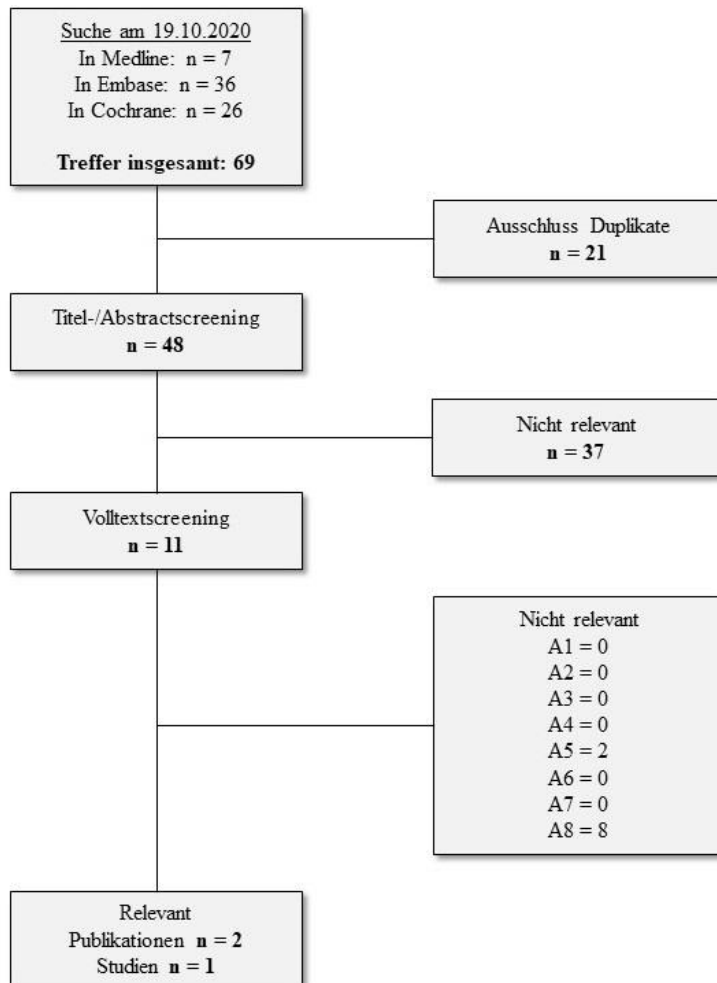 Suche am 19.10.2020
In Medline: n = 7
In Embase: n = 36
In Cochrane: n = 26
Treffer insgesamt: 69
Ausschluss Duplikate
n = 21
Titel-/Abstractscreening
n = 48
Nicht relevant
n = 37
Volltextscreening
n = 11
Nicht relevant
A1 = 0
A2 = 0
A3 = 0
A4 = 0
A5 = 2
A6 = 0
A7 = 0
A8 = 8
Relevant
Publikationen n = 2
Studien n = 1